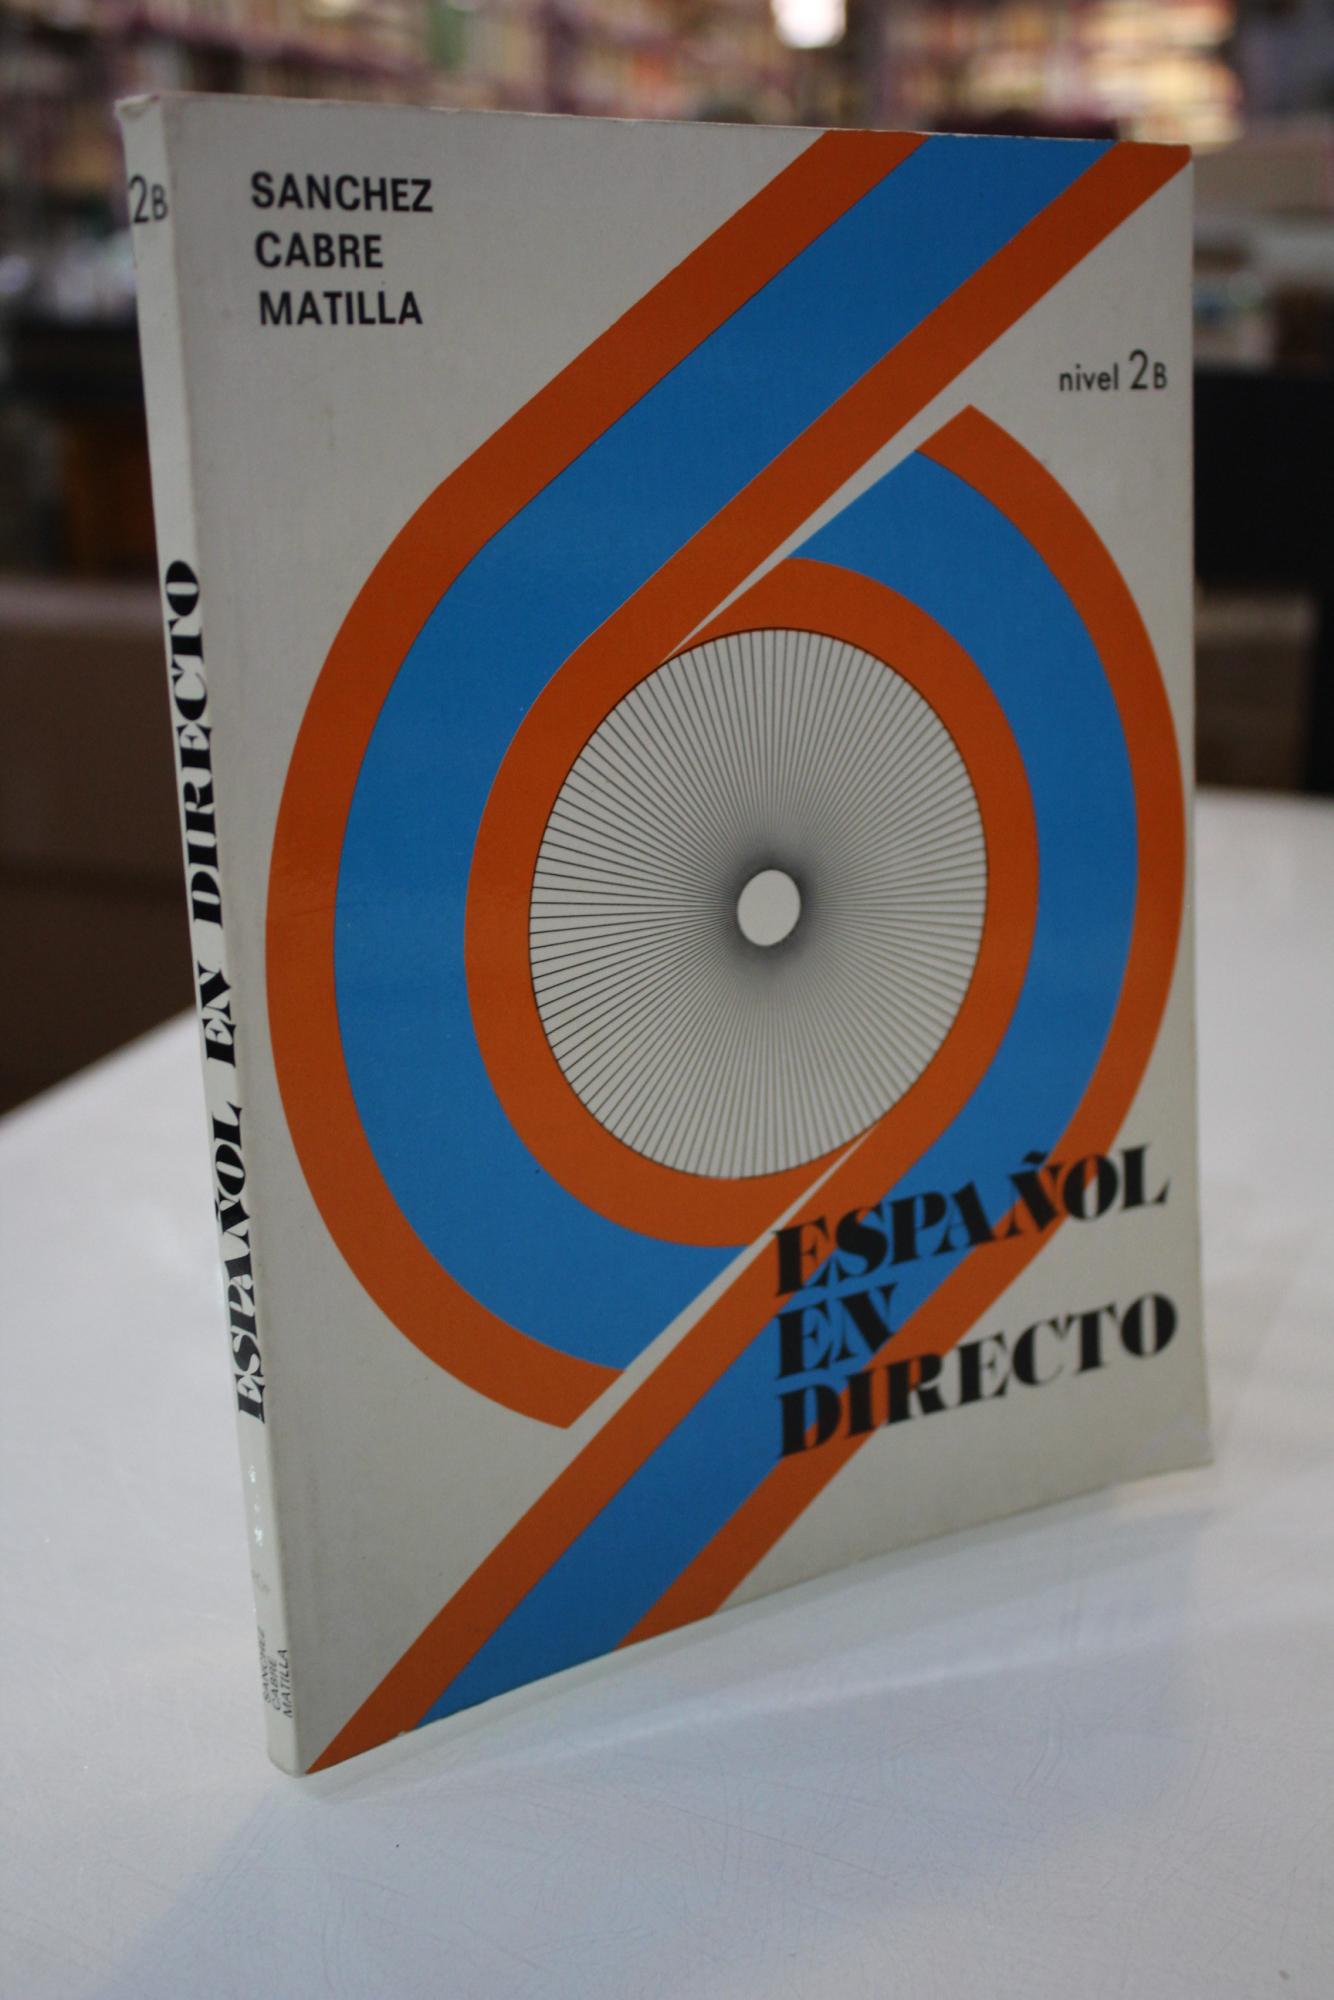 2B
SANCHEZ
CABRE
MATILLA
nivel 2B
ESPAÑOL
EN
DIRECTO
ESPAÑOL EN DIRECTO
SANCHEZ
CABRE
MATILLA